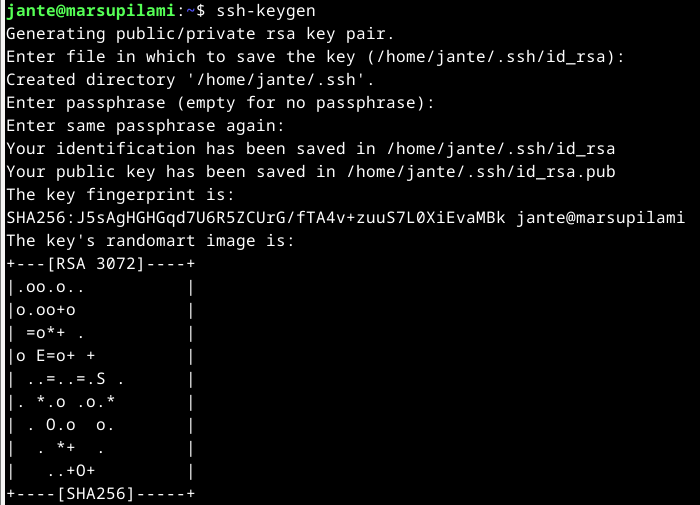 jante@marsupilami:~$ ssh-keygen
Generating public/private rsa key pair.
Enter file in which to save the key (/home/jante/.ssh/id_rsa):
Created directory '/home/jante/.ssh'.
Enter passphrase (empty for no passphrase):
Enter same passphrase again:
Your identification has been saved in /home/jante/.ssh/id_rsa
Your public key has been saved in /home/jante/.ssh/id_rsa.pub
The key fingerprint is:
SHA256:J5sAgHGHGqd7U6R5ZCUrG/fTA4v+zuuS7L0XiEvaMBk jante@marsupilami
The key's randomart image is:
+---[RSA 3072]----+
|.oo.o..          |
|o.oo+o           |
| =o*+ .          |
|o E=o+ +         |
| ..=..=.S .      |
|. *.o .o.*       |
| . O.o  o.       |
|  . *+  .        |
|   ..+O+         |
+----[SHA256]-----+